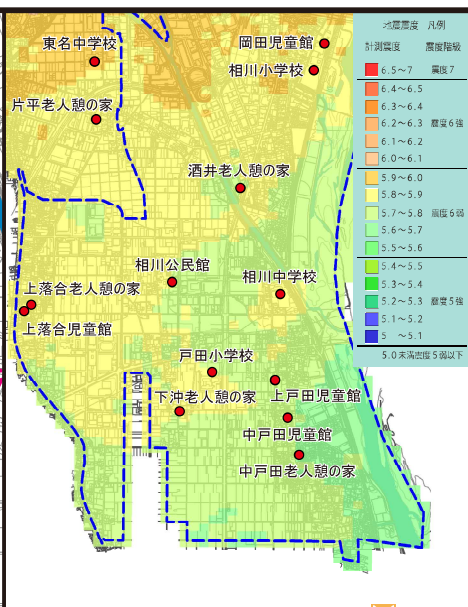 地震震度 凡例
計測震度 震度階級
6.5～7 震度7
6.4～6.5
6.3～6.4
6.2～6.3 震度6強
6.1～6.2
6.0～6.1
5.9～6.0
5.8～5.9
5.7～5.8 震度6弱
5.6～5.7
5.5～5.6
5.4～5.5
5.3～5.4
5.2～5.3 震度5強
5.1～5.2
5 ～5.1
5.0未満震度5弱以下
東名中学校
岡田児童館
相川小学校
片平老人憩の家
酒井老人憩の家
相川公民館
相川中学校
上落合老人憩の家
上落合児童館
戸田小学校
上戸田児童館
下沖老人憩の家
中戸田児童館
中戸田老人憩の家